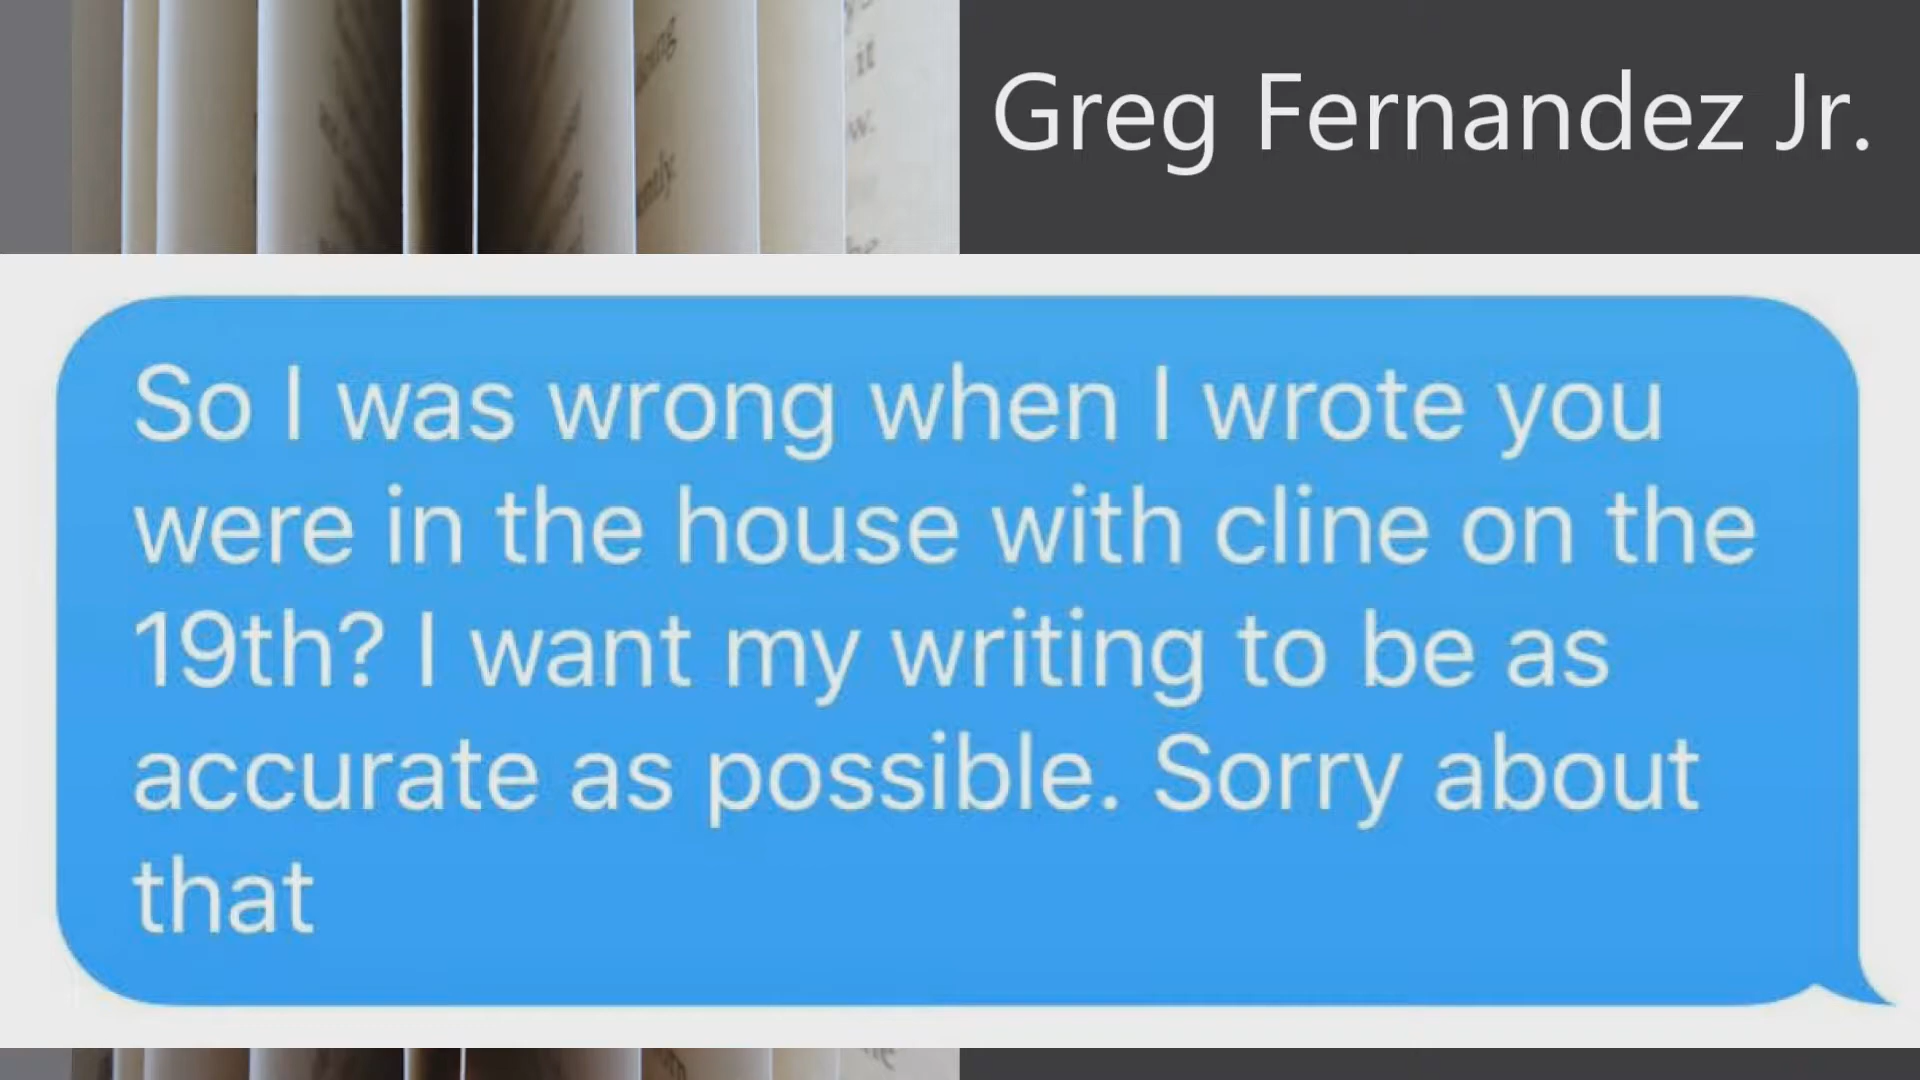 Greg Fernandez Jr.
So I was wrong when I wrote you
were in the house with cline on the
19th? I want my writing to be as
accurate as possible. Sorry about
that